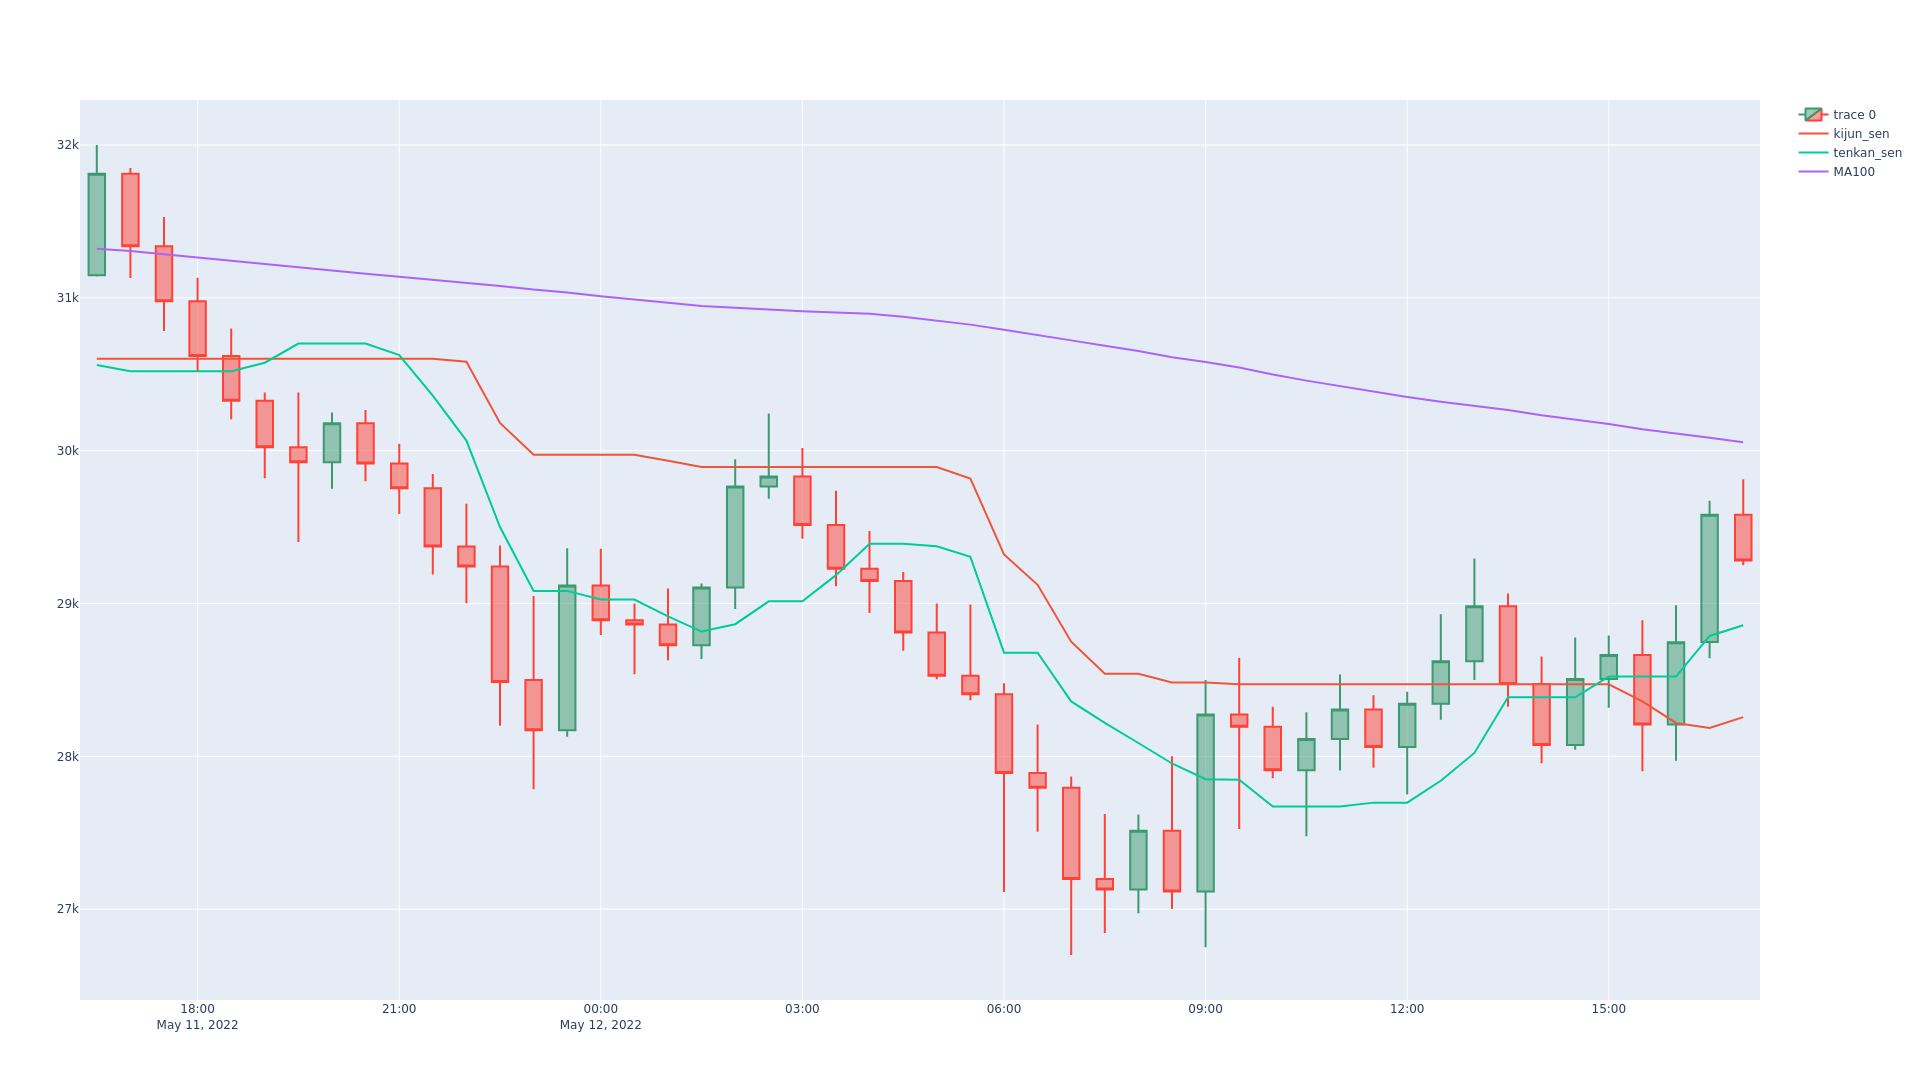 32k
31k
30k
29k
28k
27k
18:00
May 11, 2022
21:00
00:00
May 12, 2022
03:00
06:00
09:00
12:00
15:00
trace 0
kijun_sen
tenkan_sen
MA100